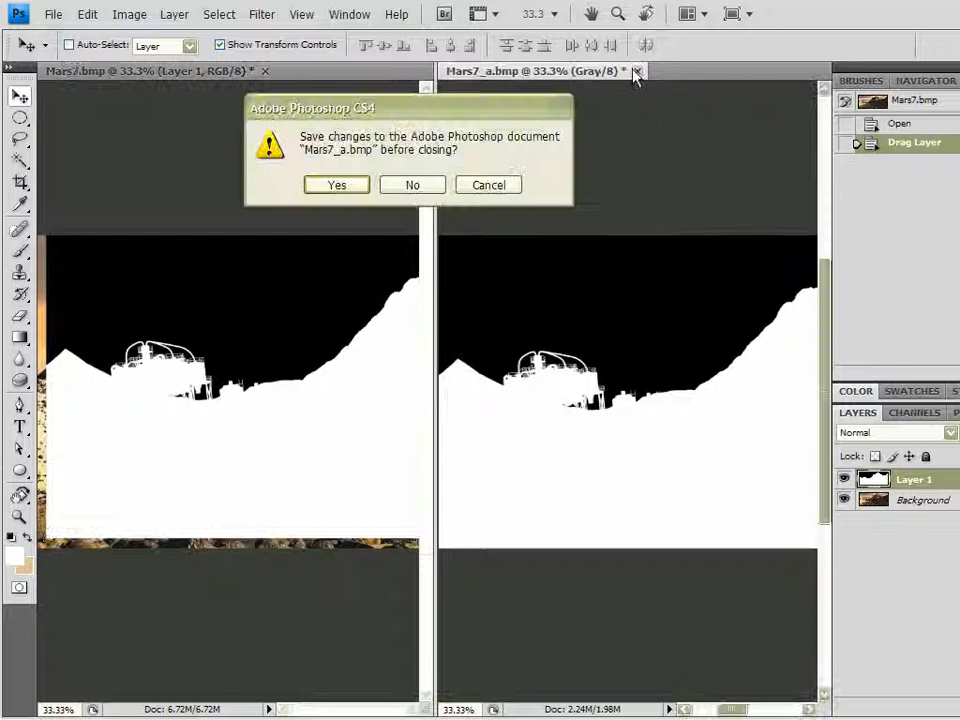 Ps File Edit Image Layer Select Filter View Window Help Br 33.3
Auto-Select: Layer Show Transform Controls
Mars7.bmp @ 33.3% (Layer 1, RGB/8) * Mars7_a.bmp @ 33.3% (Gray/8) *
BRUSHES NAVIGATOR
Mars7.bmp
Open
Drag Layer
Adobe Photoshop CS4
Save changes to the Adobe Photoshop document
“Mars7_a.bmp” before closing?
Yes No Cancel
COLOR SWATCHES ST
LAYERS CHANNELS P
Normal
Lock:
Layer 1
Background
33.33% Doc: 6.72M/6.72M 33.33% Doc: 2.24M/1.98M